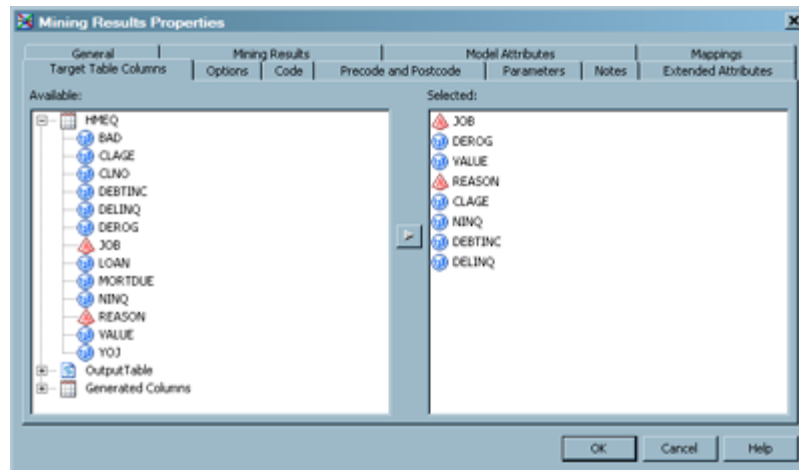 Mining Results Properties
General Mining Results Model Attributes Mappings
Target Table Columns Options Code Precode and Postcode Parameters Notes Extended Attributes
Available: Selected:
HMEQ
BAD
CLAGE
CLNO
DEBTINC
DELINQ
DEROG
JOB
LOAN
MORTDUE
NINQ
REASON
VALUE
YOJ
OutputTable
Generated Columns
JOB
DEROG
VALUE
REASON
CLAGE
NINQ
DEBTINC
DELINQ
OK Cancel Help